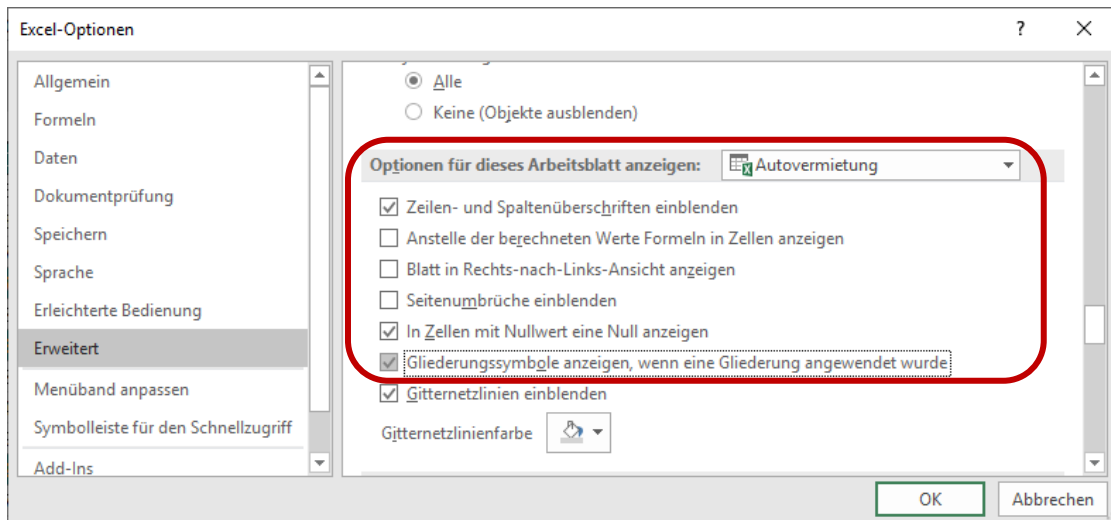 Excel-Optionen
?
Allgemein
Formeln
Daten
Dokumentprüfung
Speichern
Sprache
Erleichterte Bedienung
Erweitert
Menüband anpassen
Symbolleiste für den Schnellzugriff
Add-Ins
Alle
Keine (Objekte ausblenden)
Optionen für dieses Arbeitsblatt anzeigen: Autovermietung
Zeilen- und Spaltenüberschriften einblenden
Anstelle der berechneten Werte Formeln in Zellen anzeigen
Blatt in Rechts-nach-Links-Ansicht anzeigen
Seitenumbrüche einblenden
In Zellen mit Nullwert eine Null anzeigen
Gliederungssymbole anzeigen, wenn eine Gliederung angewendet wurde
Gitternetzlinien einblenden
Gitternetzlinienfarbe
OK Abbrechen